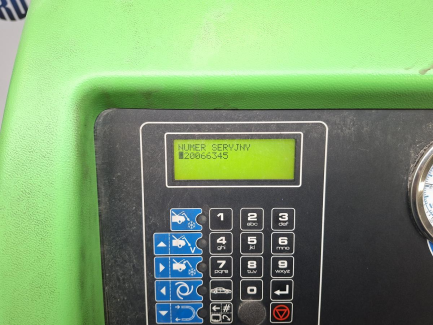 NUMER SERYJNY
20066345
1
2
abc
3
def
4
ghi
5
jkl
6
mno
7
pqrs
8
tuv
9
wxyz
V
0